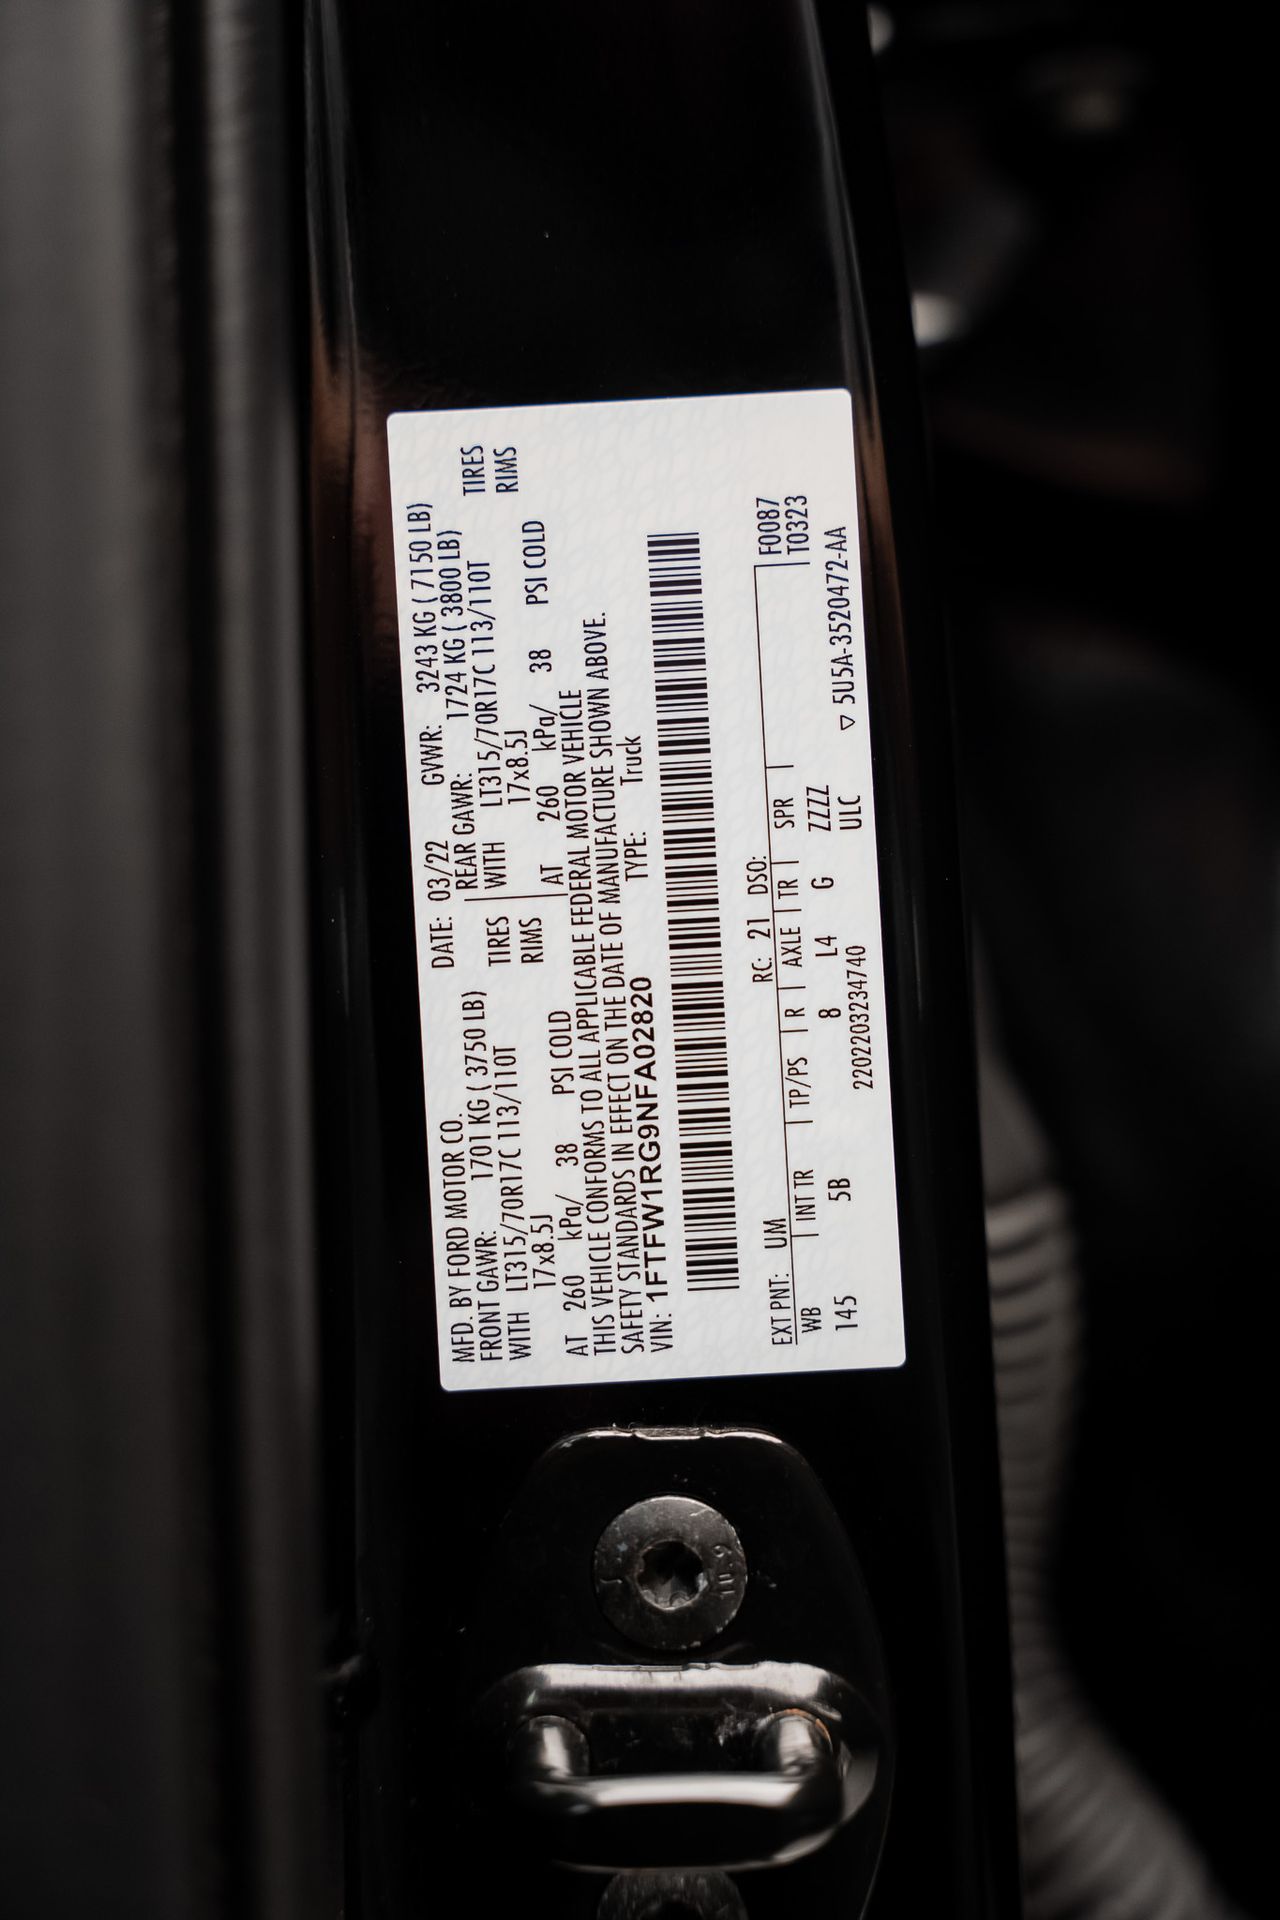 MFD. BY FORD MOTOR CO. DATE: 03/22 GVWR: 3243 KG ( 7150 LB)
FRONT GAWR: 1701 KG ( 3750 LB) REAR GAWR: 1724 KG ( 3800 LB)
WITH LT315/70R17C 113/110T TIRES WITH LT315/70R17C 113/110T TIRES
17x8.5J RIMS 17x8.5J RIMS
AT 260 kPa/ 38 PSI COLD AT 260 kPa/ 38 PSI COLD
THIS VEHICLE CONFORMS TO ALL APPLICABLE FEDERAL MOTOR VEHICLE
SAFETY STANDARDS IN EFFECT ON THE DATE OF MANUFACTURE SHOWN ABOVE.
VIN: 1FTFW1RG9NFA02820 TYPE: Truck
F0087
EXT PNT: UM RC: 21 DSO: T0323
WB INT TR TP/PS R AXLE TR SPR
145 5B 8 L4 G ZZZZ
2202203234740 ULC ▽ 5U5A-3520472-AA
10.9